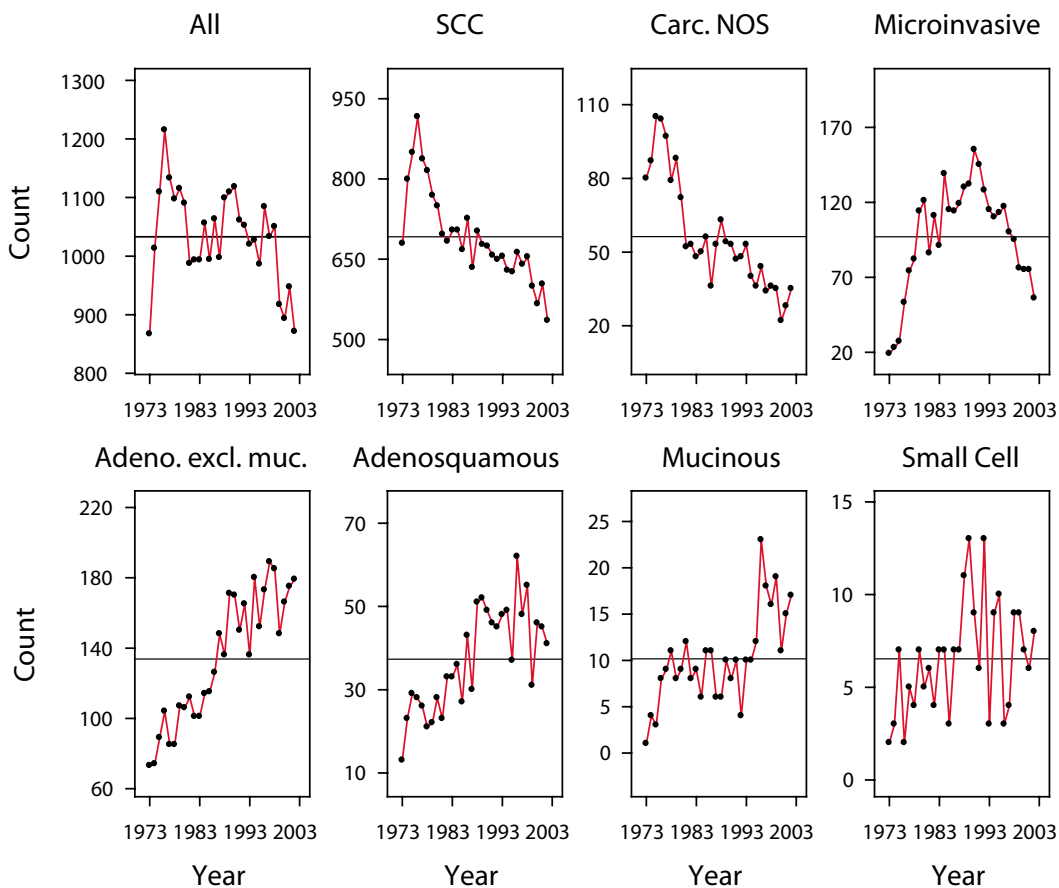 All SCC Carc. NOS Microinvasive
Count
1300
1200
1100
1000
900
800
950
800
650
500
110
80
50
20
170
120
70
20
1973 1983 1993 2003
1973 1983 1993 2003
1973 1983 1993 2003
1973 1983 1993 2003
Adeno. excl. muc. Adenosquamous Mucinous Small Cell
Count
220
180
140
100
60
70
50
30
10
25
20
15
10
5
0
15
10
5
0
1973 1983 1993 2003
1973 1983 1993 2003
1973 1983 1993 2003
1973 1983 1993 2003
Year Year Year Year